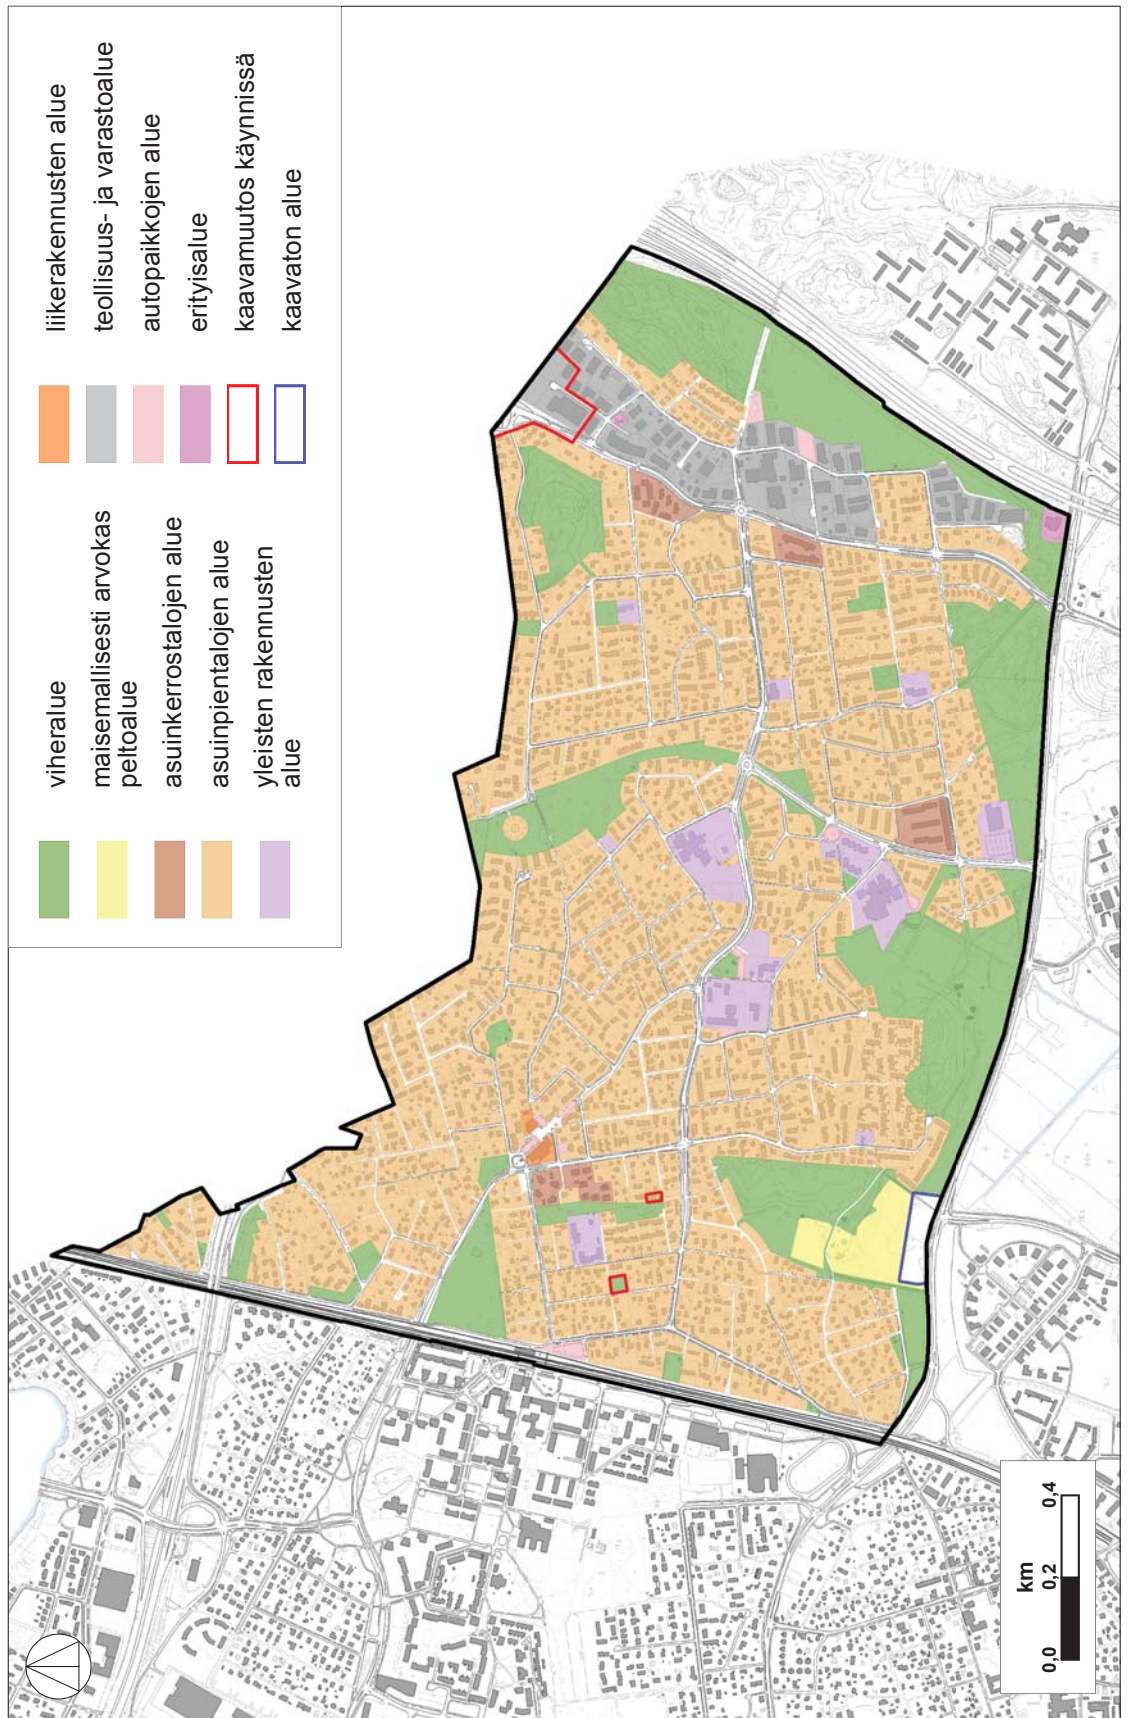 viheralue
maisemallisesti arvokas
peltoalue
asuinkerrostalojen alue
asuinpientalojen alue
yleisten rakennusten
alue
liikerakennusten alue
teollisuus- ja varastoalue
autopaikkojen alue
erityisalue
kaavamuutos käynnissä
kaavaton alue
km
0,0 0,2 0,4